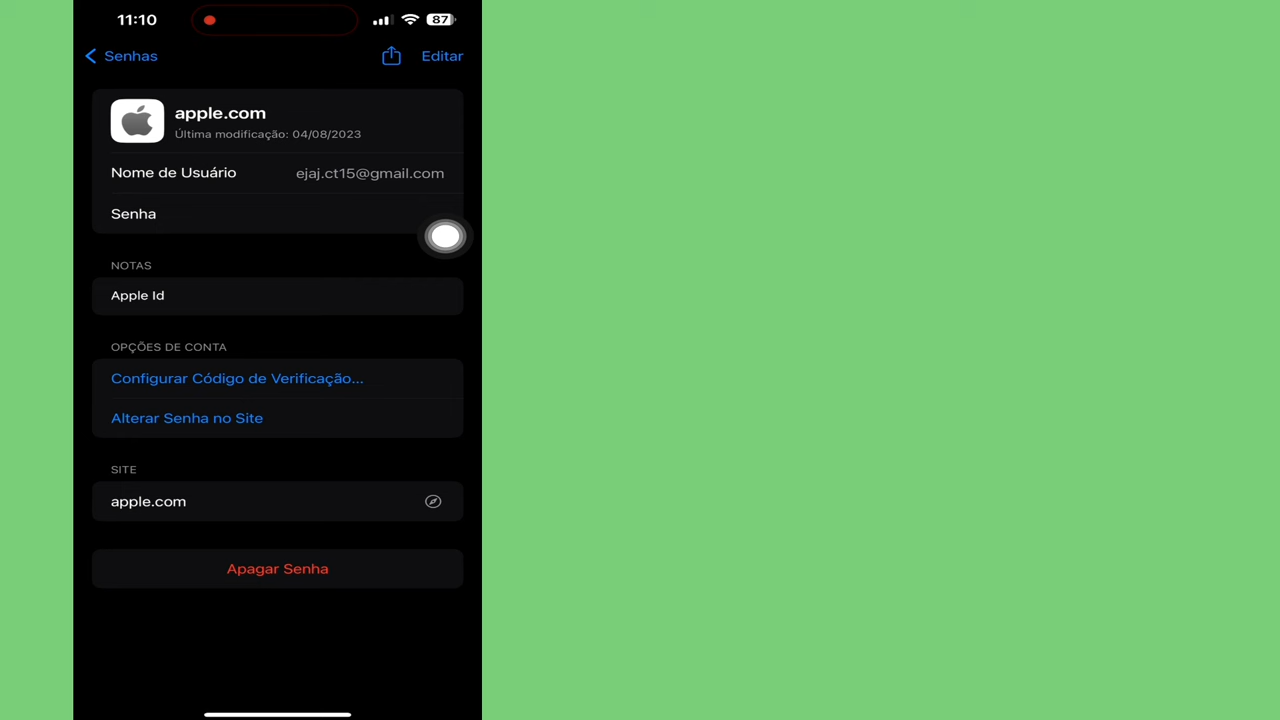 11:10
87
Senhas
Editar
apple.com
Última modificação: 04/08/2023
Nome de Usuário ejaj.ct15@gmail.com
Senha
NOTAS
Apple Id
OPÇÕES DE CONTA
Configurar Código de Verificação...
Alterar Senha no Site
SITE
apple.com
Apagar Senha